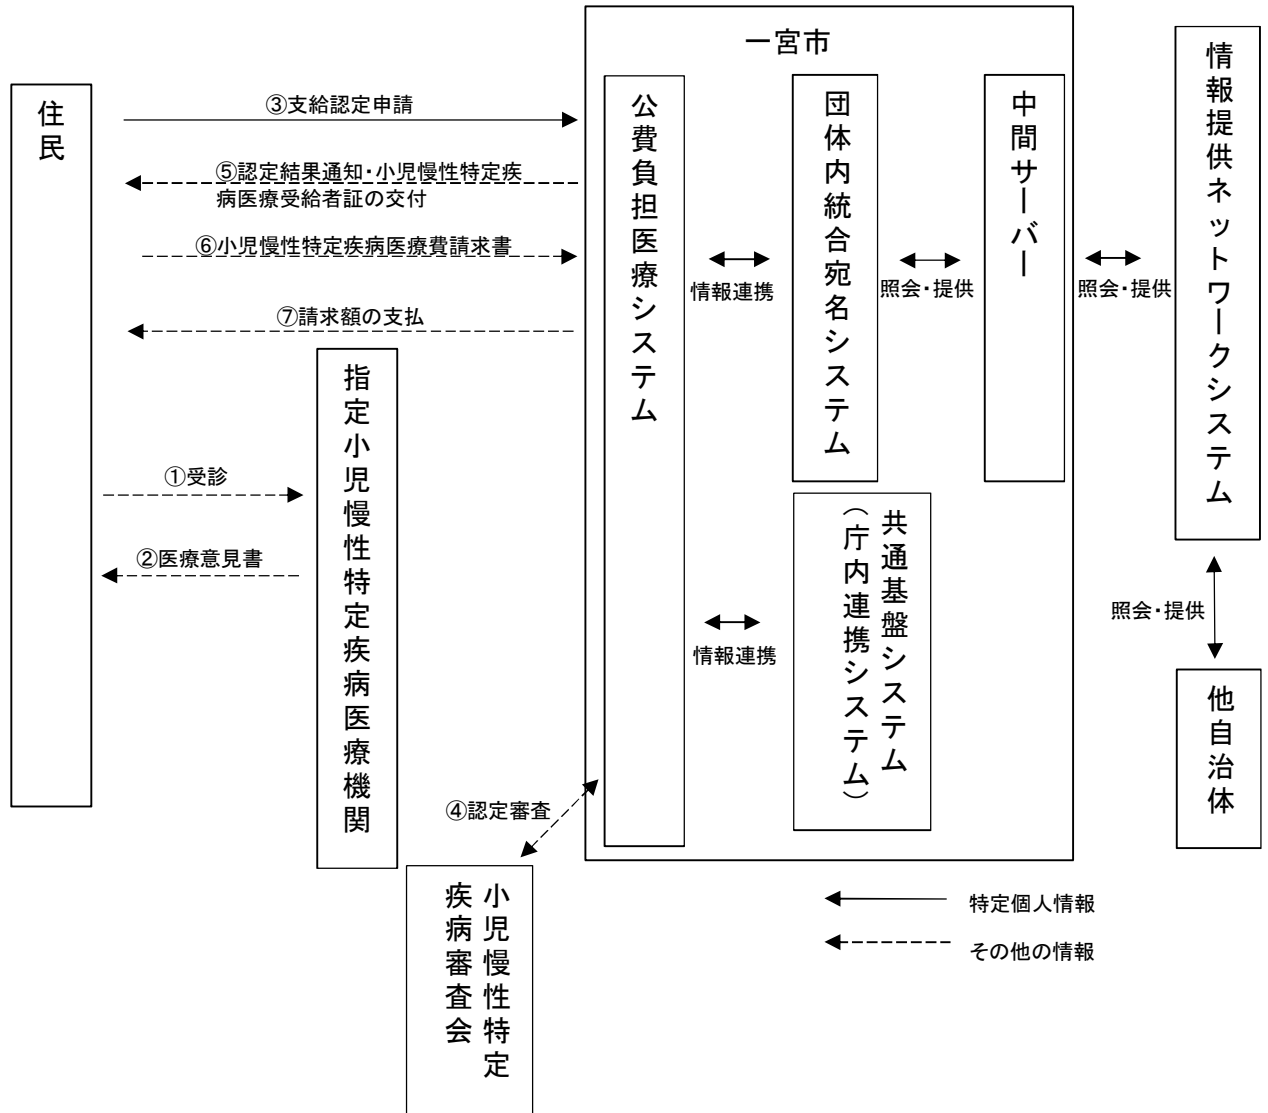 一宮市
住民
③支給認定申請
⑤認定結果通知・小児慢性特定疾
病医療受給者証の交付
⑥小児慢性特定疾病医療費請求書
⑦請求額の支払
指定小児慢性特定疾病医療機関
①受診
②医療意見書
④認定審査
小児慢性特定
疾病審査会
公費負担医療システム
情報連携
団体内統合宛名システム
照会・提供
中間サーバー
照会・提供
情報提供ネットワークシステム
情報連携
共通基盤システム
（庁内連携システム）
照会・提供
他自治体
特定個人情報
その他の情報